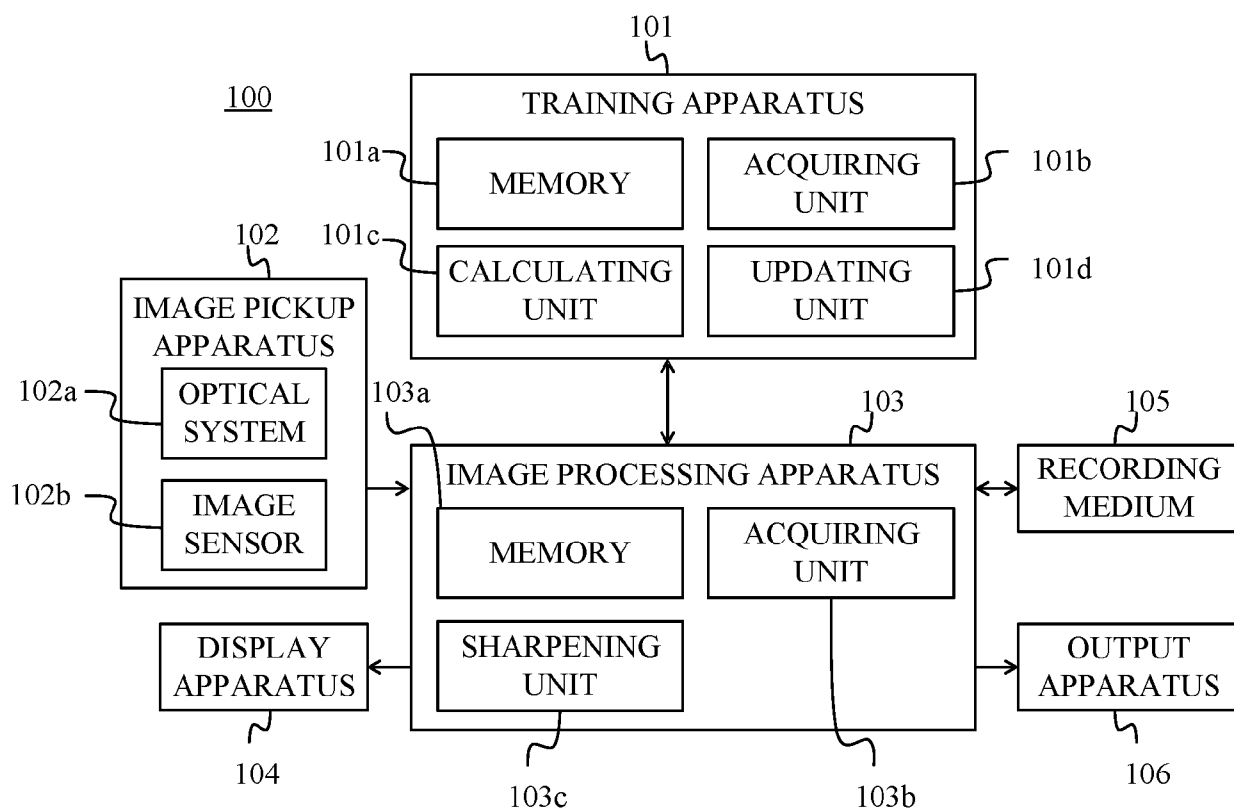 101
100
TRAINING APPARATUS
101a
MEMORY
ACQUIRING
UNIT
101b
102
101c
CALCULATING
UNIT
UPDATING
UNIT
101d
IMAGE PICKUP
APPARATUS
102a
OPTICAL
SYSTEM
102b
IMAGE
SENSOR
103a
103
105
IMAGE PROCESSING APPARATUS
MEMORY
ACQUIRING
UNIT
SHARPENING
UNIT
RECORDING
MEDIUM
DISPLAY
APPARATUS
OUTPUT
APPARATUS
104
103c
103b
106